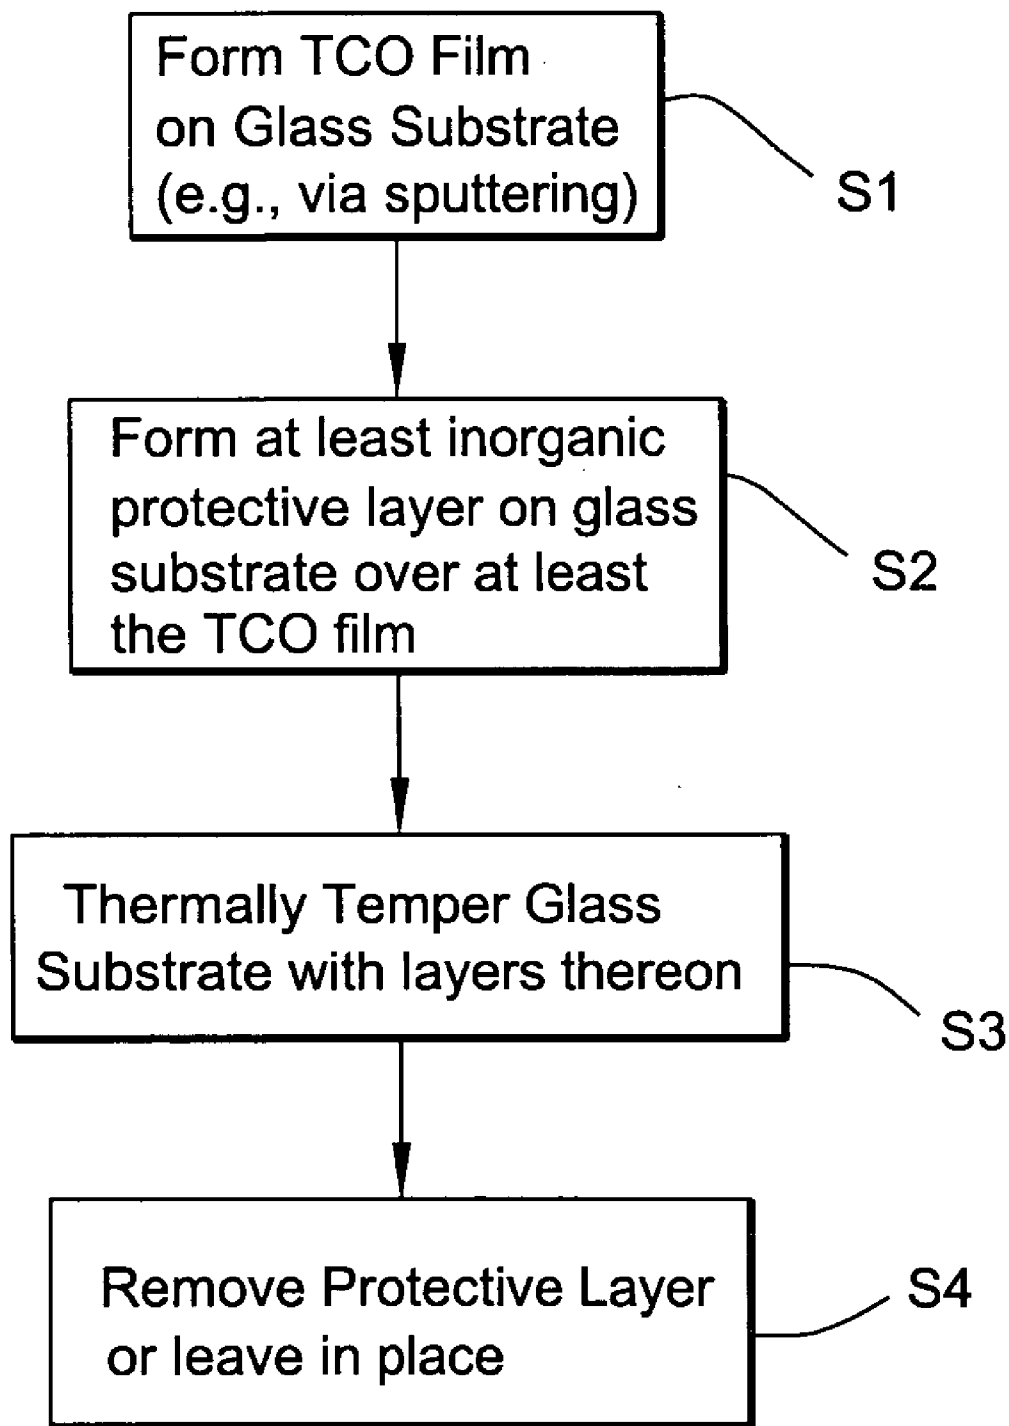 Form TCO Film
on Glass Substrate
(e.g., via sputtering)
S1
Form at least inorganic
protective layer on glass
substrate over at least
the TCO film
S2
Thermally Temper Glass
Substrate with layers thereon
S3
Remove Protective Layer
or leave in place
S4